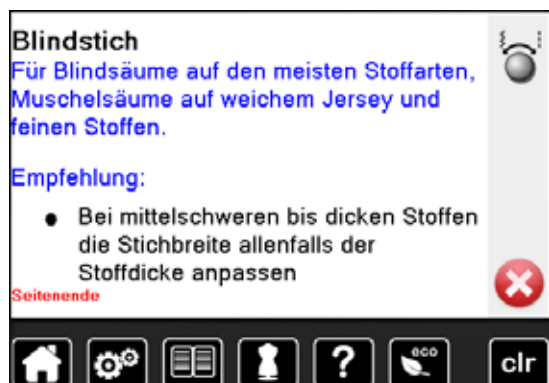 Blindstich
Für Blindsäume auf den meisten Stoffarten,
Muschelsäume auf weichem Jersey und
feinen Stoffen.
Empfehlung:
● Bei mittelschweren bis dicken Stoffen
die Stichbreite allenfalls der
Stoffdicke anpassen
Seitenende
? eco clr